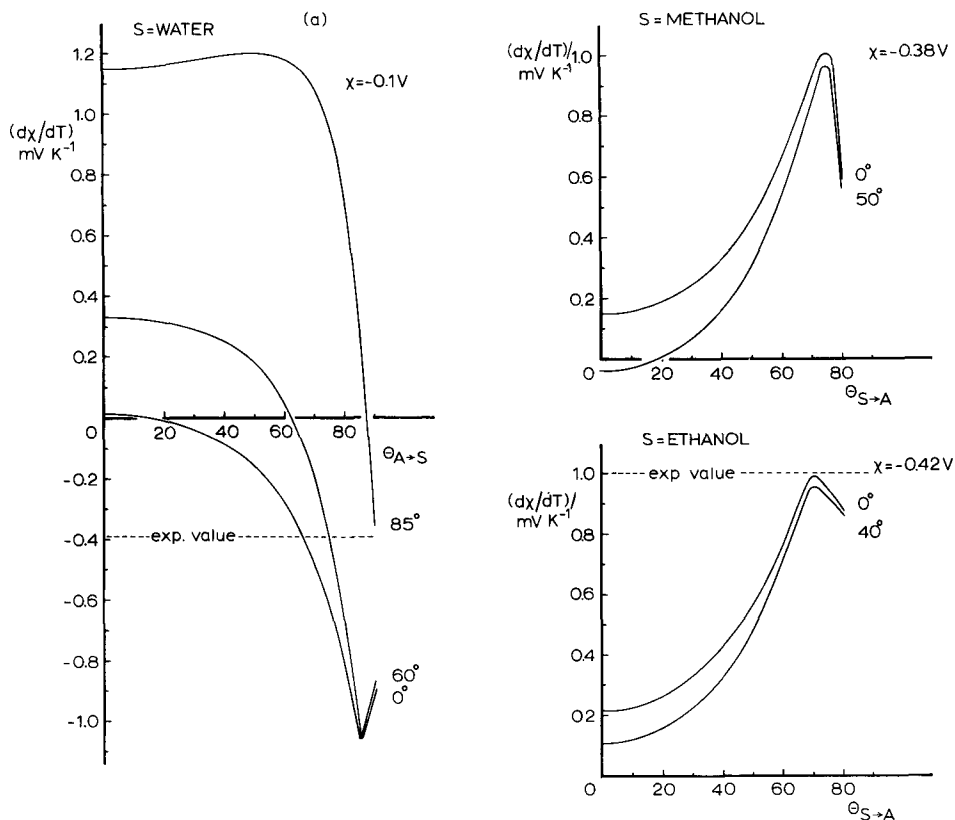 (a)
S=WATER
1.2
χ=-0.1V
1.0
(dχ/dT)
mV K⁻¹
0.8
0.6
0.4
0.2
0
20
40
60
80
Θ A→S
-0.2
85°
-0.4
exp. value
-0.6
-0.8
60°
0°
-1.0
S=METHANOL
(dχ/dT)/
mV K⁻¹
1.0
χ=-0.38V
0.8
0.6
0°
50°
0.4
0.2
0
20
40
60
80
Θ S→A
S=ETHANOL
1.0
exp value
χ=-0.42V
(dχ/dT)/
mV K⁻¹
0.8
0°
40°
0.6
0.4
0.2
0
20
40
60
80
Θ S→A